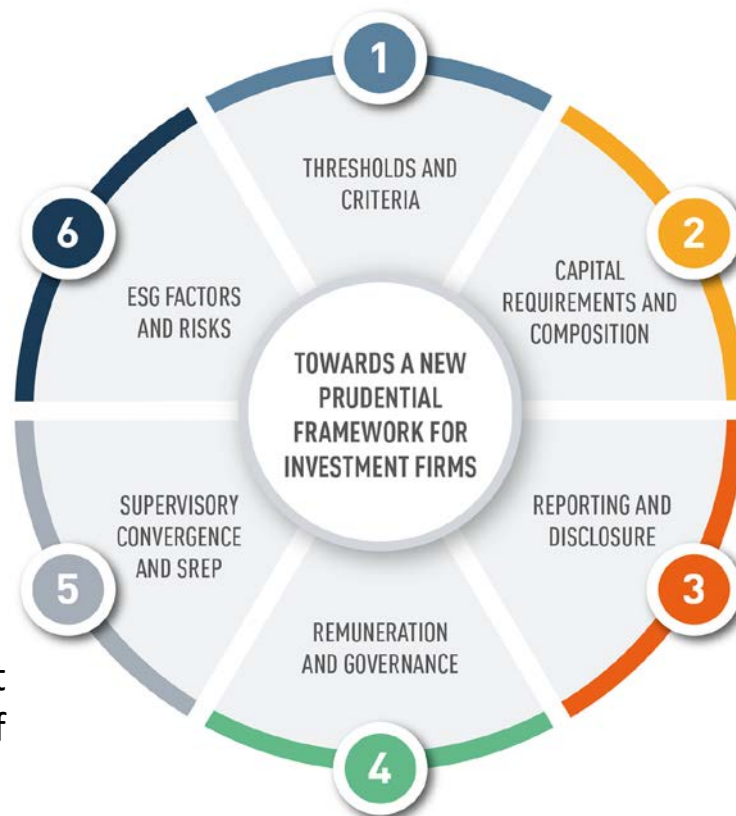 1
THRESHOLDS AND
CRITERIA
2
CAPITAL
REQUIREMENTS AND
COMPOSITION
3
REPORTING AND
DISCLOSURE
4
REMUNERATION
AND GOVERNANCE
5
SUPERVISORY
CONVERGENCE
AND SREP
6
ESG FACTORS
AND RISKS
TOWARDS A NEW
PRUDENTIAL
FRAMEWORK FOR
INVESTMENT FIRMS